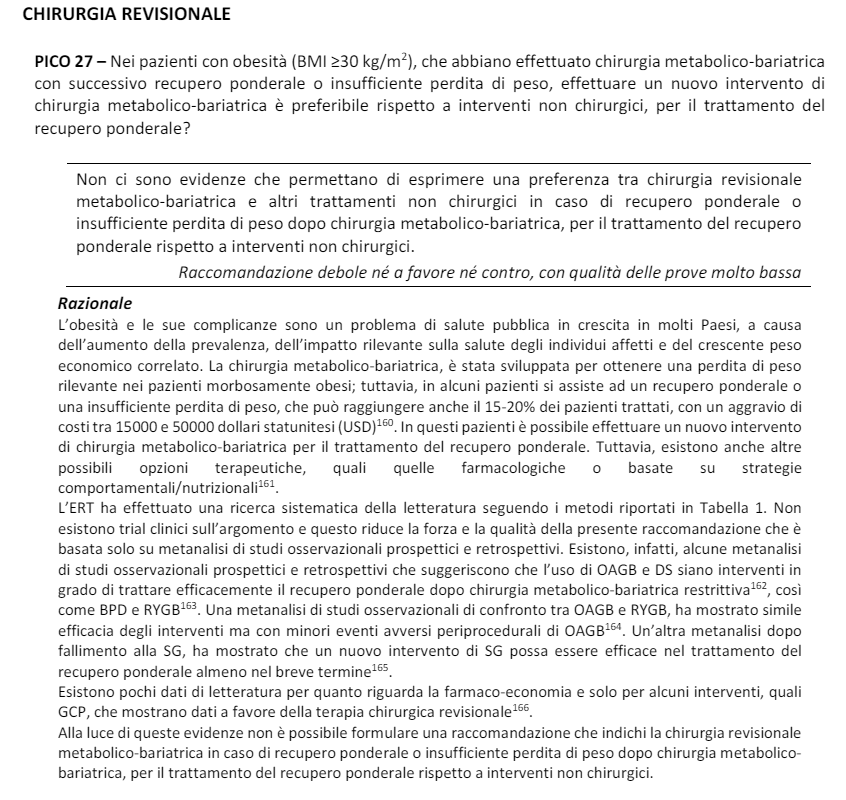 CHIRURGIA REVISIONALE
PICO 27 – Nei pazienti con obesità (BMI ≥30 kg/m²), che abbiano effettuato chirurgia metabolico-bariatrica
con successivo recupero ponderale o insufficiente perdita di peso, effettuare un nuovo intervento di
chirurgia metabolico-bariatrica è preferibile rispetto a interventi non chirurgici, per il trattamento del
recupero ponderale?
Non ci sono evidenze che permettano di esprimere una preferenza tra chirurgia revisionale
metabolico-bariatrica e altri trattamenti non chirurgici in caso di recupero ponderale o
insufficiente perdita di peso dopo chirurgia metabolico-bariatrica, per il trattamento del recupero
ponderale rispetto a interventi non chirurgici.
Raccomandazione debole né a favore né contro, con qualità delle prove molto bassa
Razionale
L’obesità e le sue complicanze sono un problema di salute pubblica in crescita in molti Paesi, a causa
dell’aumento della prevalenza, dell’impatto rilevante sulla salute degli individui affetti e del crescente peso
economico correlato. La chirurgia metabolico-bariatrica, è stata sviluppata per ottenere una perdita di peso
rilevante nei pazienti morbosamente obesi; tuttavia, in alcuni pazienti si assiste ad un recupero ponderale o
una insufficiente perdita di peso, che può raggiungere anche il 15-20% dei pazienti trattati, con un aggravio di
costi tra 15000 e 50000 dollari statunitesi (USD)¹⁶⁰. In questi pazienti è possibile effettuare un nuovo intervento
di chirurgia metabolico-bariatrica per il trattamento del recupero ponderale. Tuttavia, esistono anche altre
possibili opzioni terapeutiche, quali quelle farmacologiche o basate su strategie
comportamentali/nutrizionali¹⁶¹.
L’ERT ha effettuato una ricerca sistematica della letteratura seguendo i metodi riportati in Tabella 1. Non
esistono trial clinici sull’argomento e questo riduce la forza e la qualità della presente raccomandazione che è
basata solo su metanalisi di studi osservazionali prospettici e retrospettivi. Esistono, infatti, alcune metanalisi
di studi osservazionali prospettici e retrospettivi che suggeriscono che l’uso di OAGB e DS siano interventi in
grado di trattare efficacemente il recupero ponderale dopo chirurgia metabolico-bariatrica restrittiva¹⁶², così
come BPD e RYGB¹⁶³. Una metanalisi di studi osservazionali di confronto tra OAGB e RYGB, ha mostrato simile
efficacia degli interventi ma con minori eventi avversi periprocedurali di OAGB¹⁶⁴. Un’altra metanalisi dopo
fallimento alla SG, ha mostrato che un nuovo intervento di SG possa essere efficace nel trattamento del
recupero ponderale almeno nel breve termine¹⁶⁵.
Esistono pochi dati di letteratura per quanto riguarda la farmaco-economia e solo per alcuni interventi, quali
GCP, che mostrano dati a favore della terapia chirurgica revisionale¹⁶⁶.
Alla luce di queste evidenze non è possibile formulare una raccomandazione che indichi la chirurgia revisionale
metabolico-bariatrica in caso di recupero ponderale o insufficiente perdita di peso dopo chirurgia metabolico-
bariatrica, per il trattamento del recupero ponderale rispetto a interventi non chirurgici.